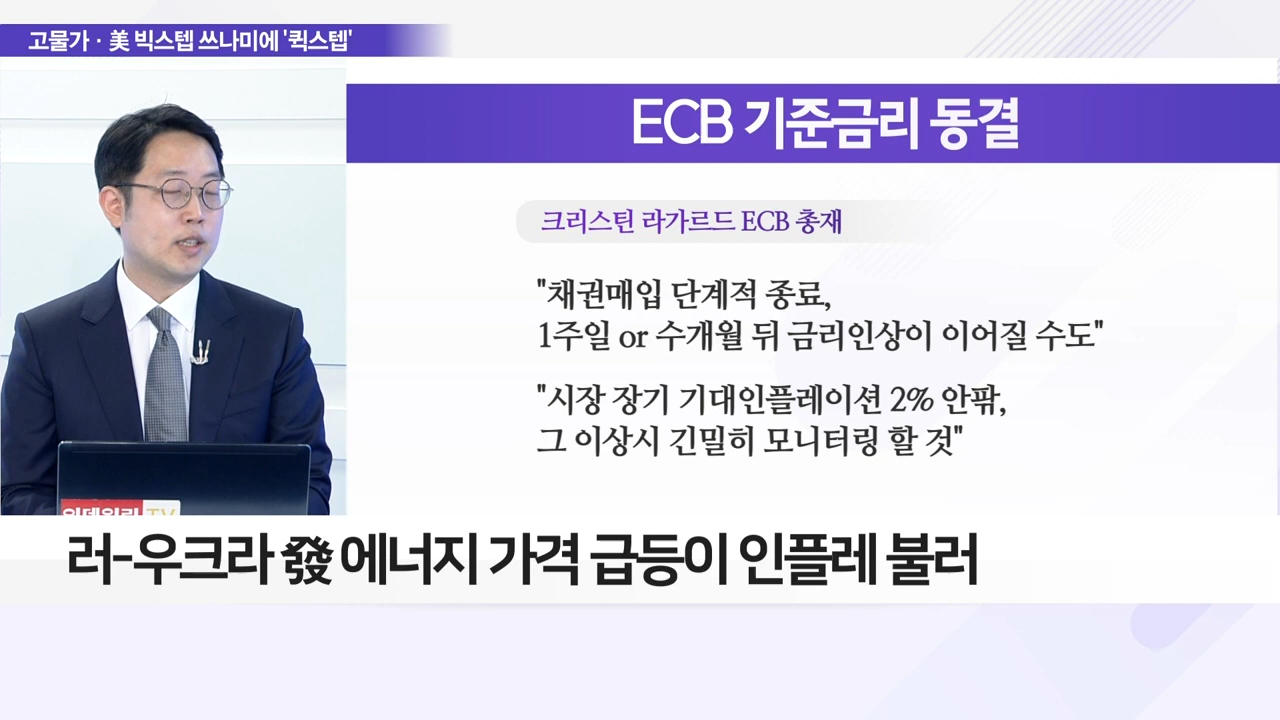 고물가 · 美 빅스텝 쓰나미에 '퀵스텝'
ECB 기준금리 동결
크리스틴 라가르드 ECB 총재
"채권매입 단계적 종료,
1주일 or 수개월 뒤 금리인상이 이어질 수도"
"시장 장기 기대인플레이션 2% 안팎,
그 이상시 긴밀히 모니터링 할 것"
이데일리 TV
러-우크라 發 에너지 가격 급등이 인플레 불러